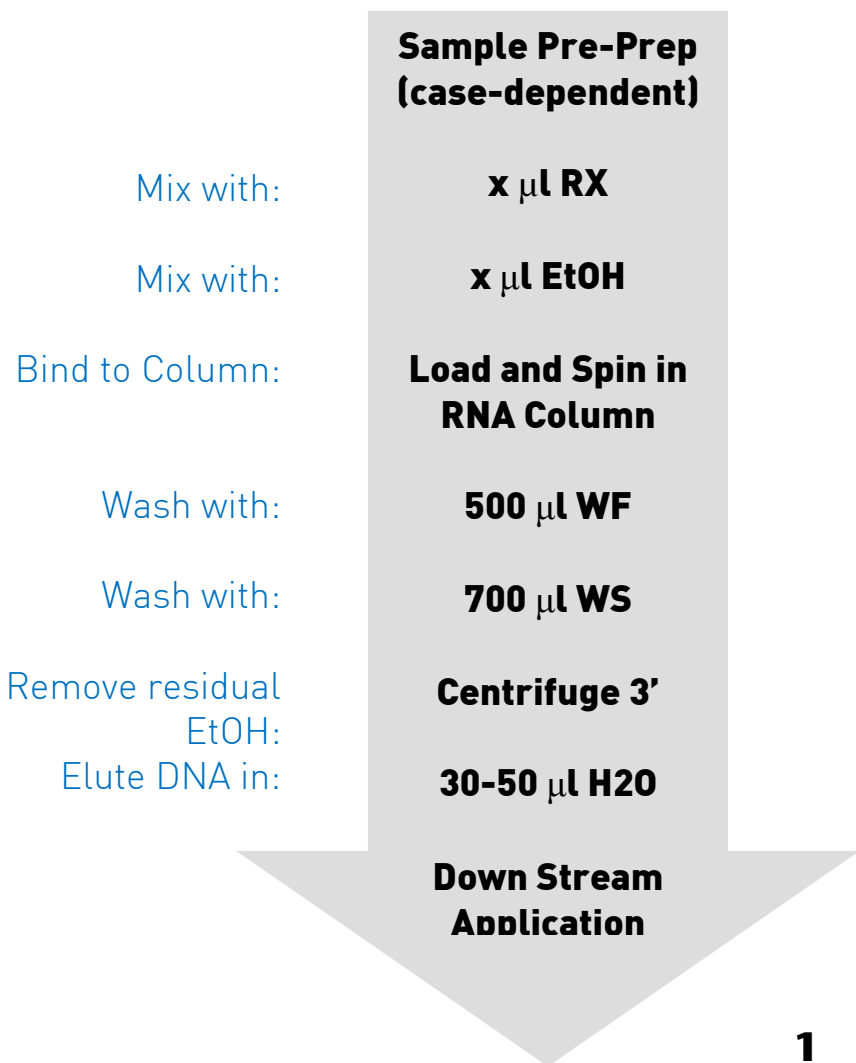 Sample Pre-Prep
(case-dependent)
Mix with:
x μl RX
Mix with:
x μl EtOH
Bind to Column:
Load and Spin in
RNA Column
Wash with:
500 μl WF
Wash with:
700 μl WS
Remove residual
EtOH:
Centrifuge 3’
Elute DNA in:
30-50 μl H2O
Down Stream
Application
1